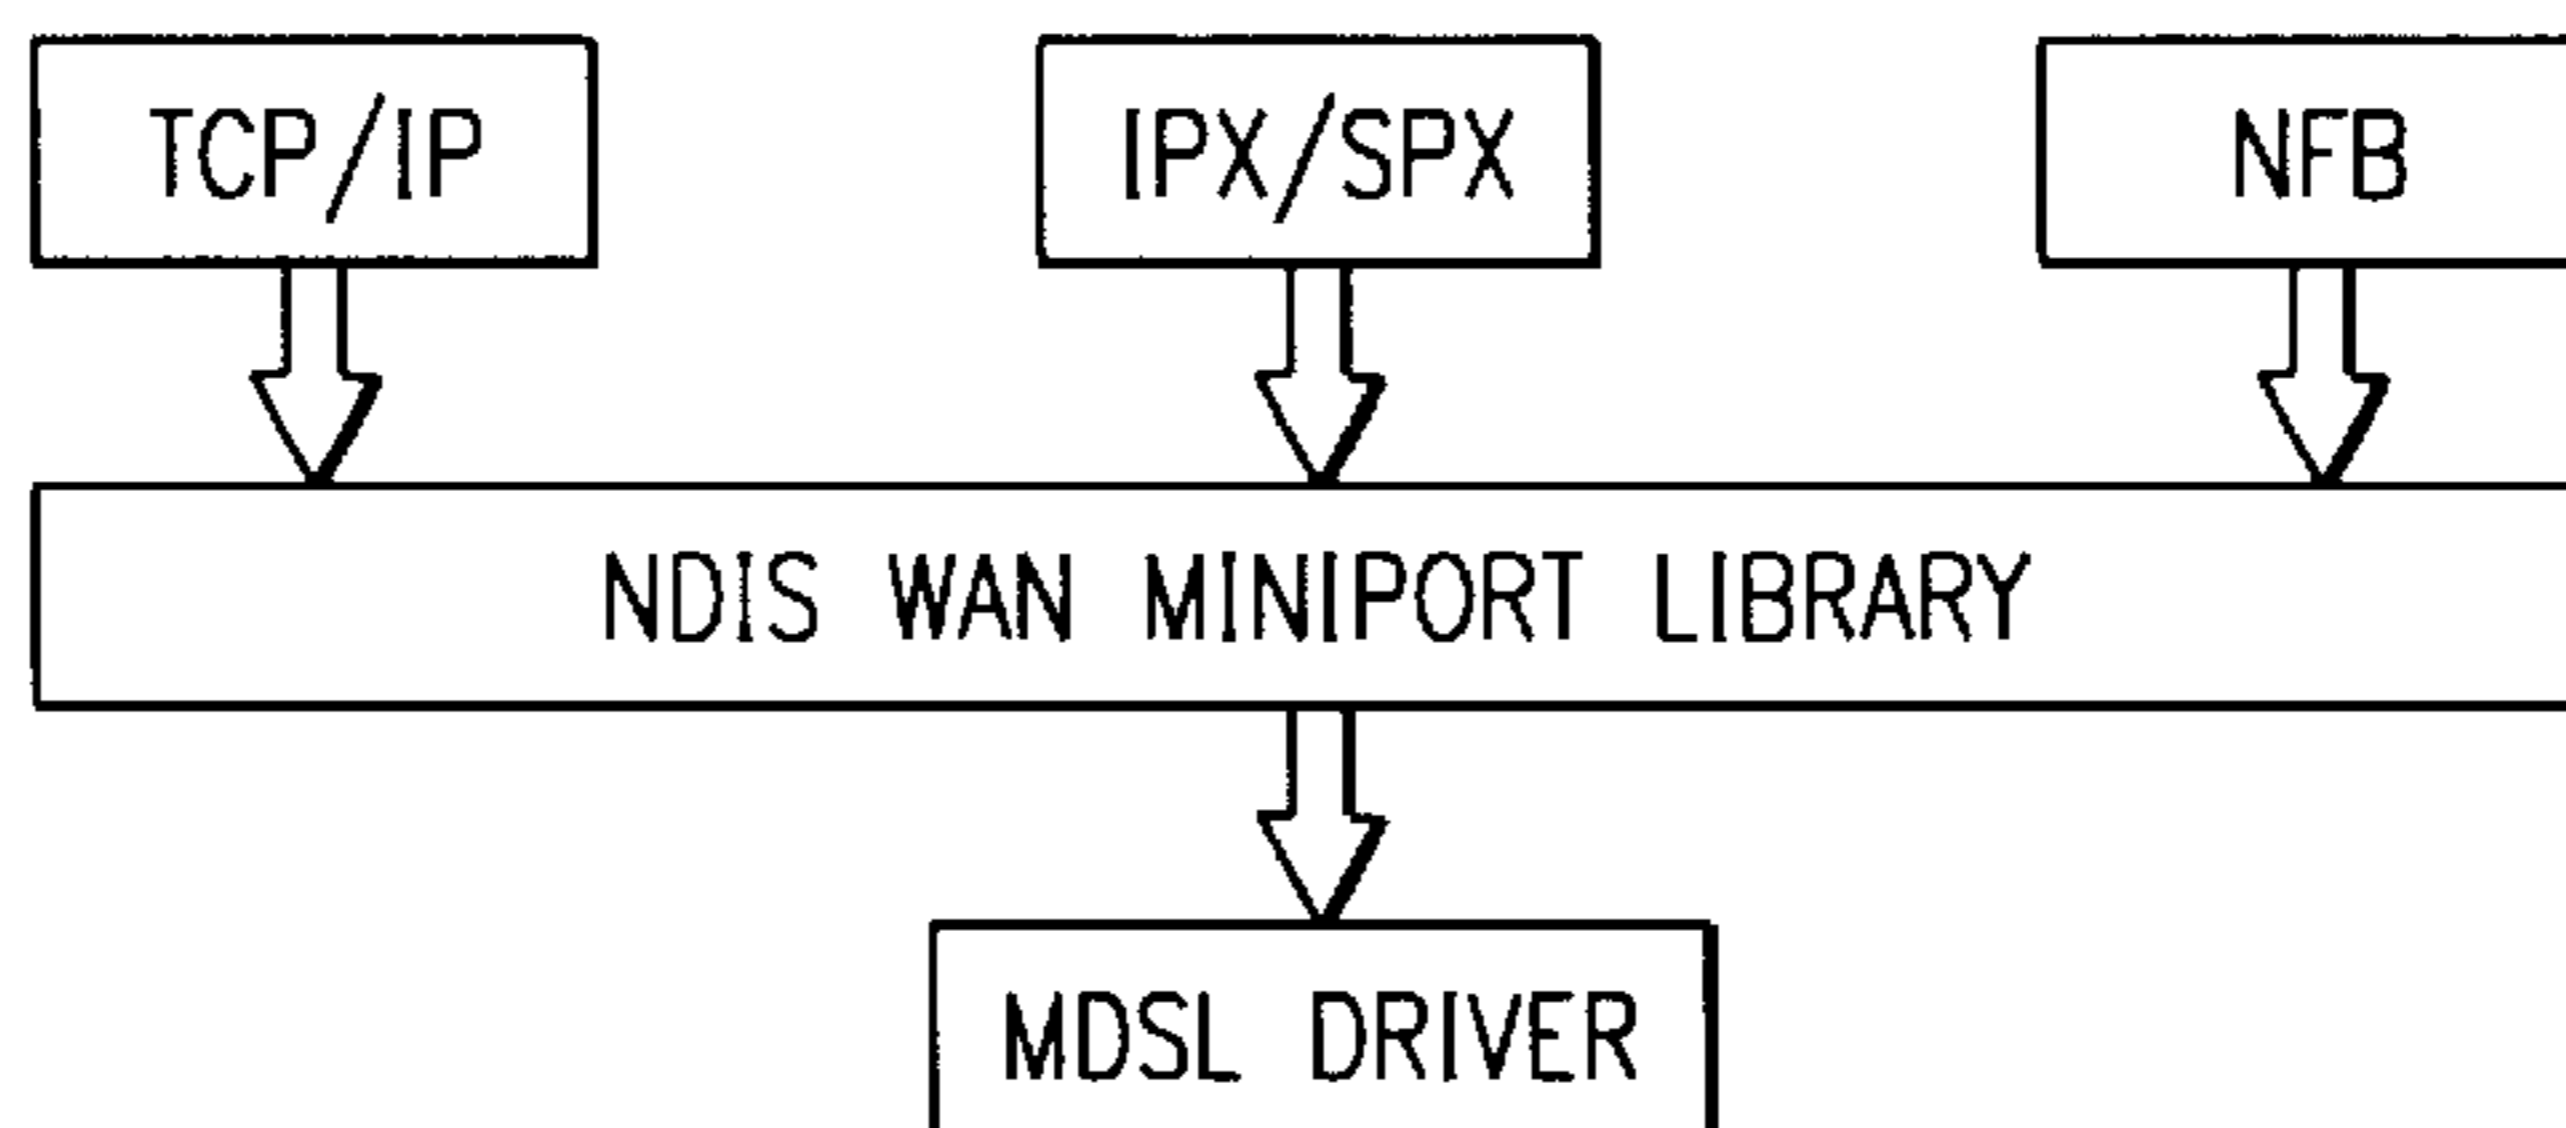 TCP/IP
IPX/SPX
NFB
NDIS WAN MINIPORT LIBRARY
MDSL DRIVER